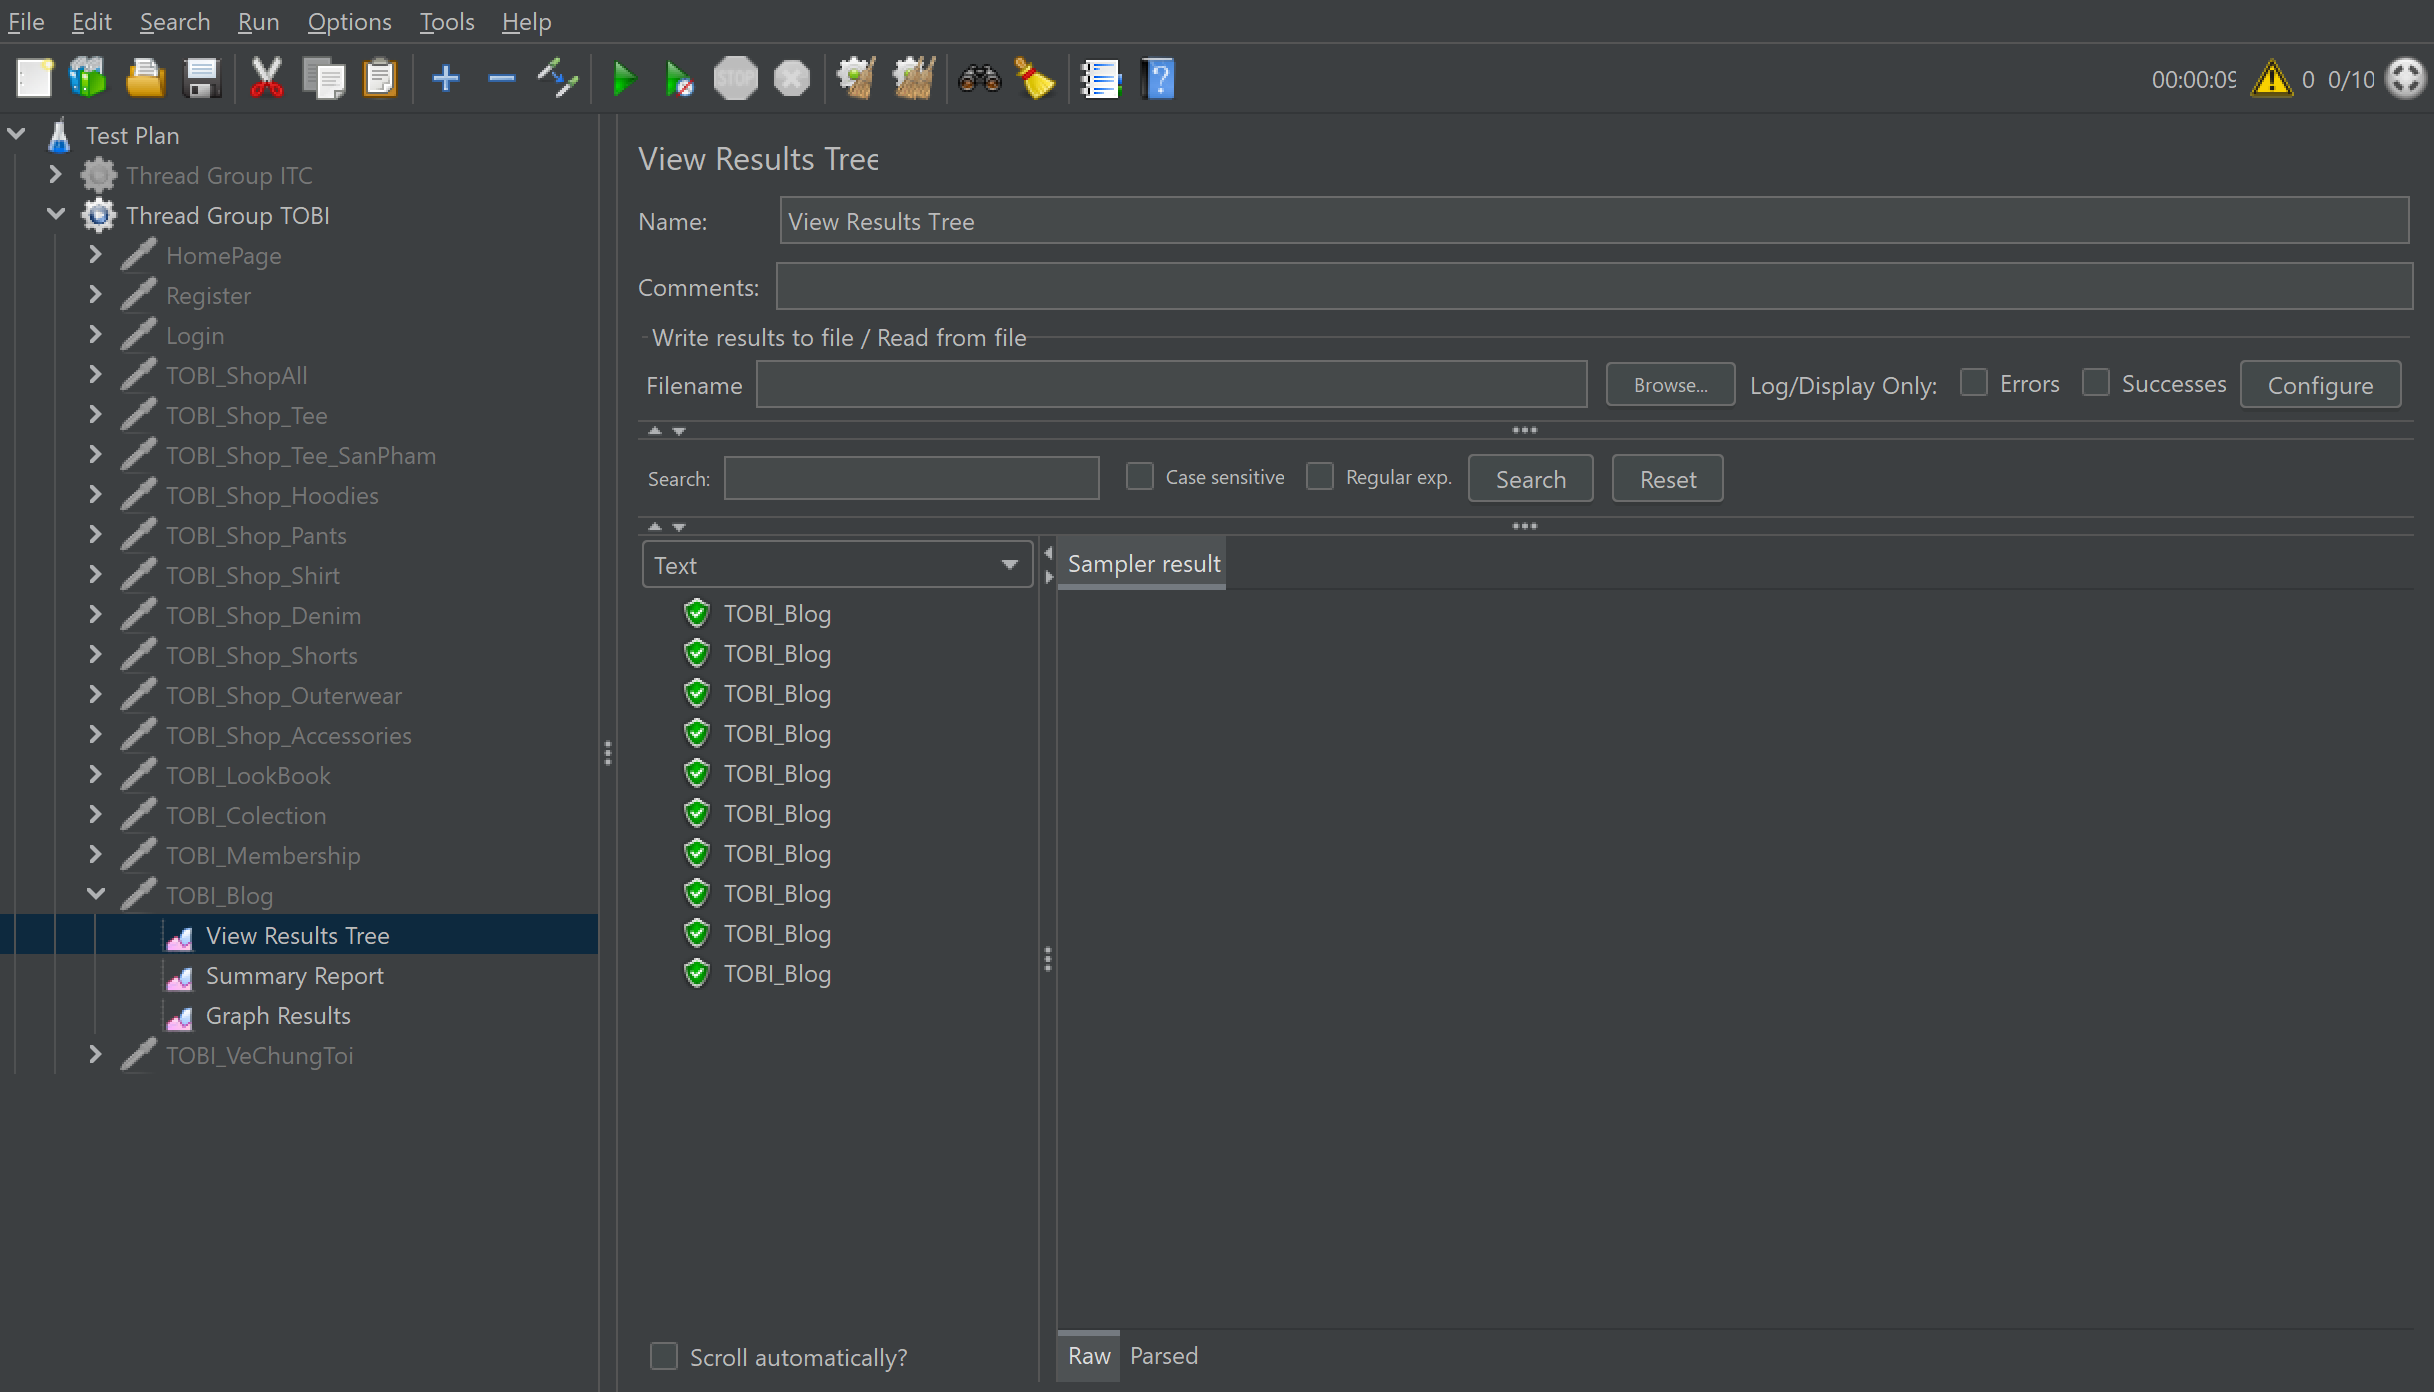 File Edit Search Run Options Tools Help
STOP
00:00:09 0 0/10
Test Plan
Thread Group ITC
Thread Group TOBI
HomePage
Register
Login
TOBI_ShopAll
TOBI_Shop_Tee
TOBI_Shop_Tee_SanPham
TOBI_Shop_Hoodies
TOBI_Shop_Pants
TOBI_Shop_Shirt
TOBI_Shop_Denim
TOBI_Shop_Shorts
TOBI_Shop_Outerwear
TOBI_Shop_Accessories
TOBI_LookBook
TOBI_Colection
TOBI_Membership
TOBI_Blog
View Results Tree
Summary Report
Graph Results
TOBI_VeChungToi
View Results Tree
Name: View Results Tree
Comments:
Write results to file / Read from file
Filename Browse... Log/Display Only: Errors Successes Configure
Search: Case sensitive Regular exp. Search Reset
Text
Sampler result
TOBI_Blog
TOBI_Blog
TOBI_Blog
TOBI_Blog
TOBI_Blog
TOBI_Blog
TOBI_Blog
TOBI_Blog
TOBI_Blog
TOBI_Blog
Scroll automatically?
Raw Parsed